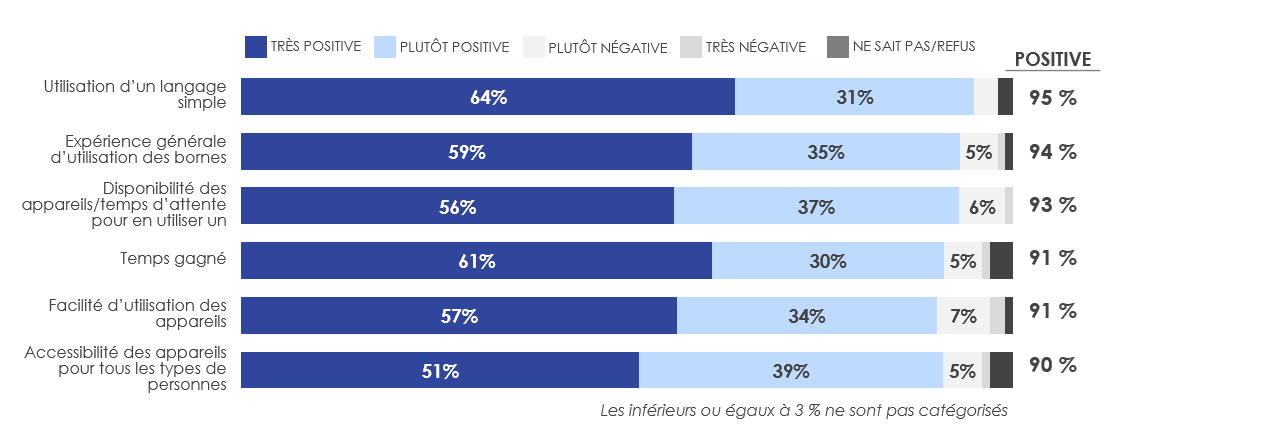 TRÈS POSITIVE PLUTÔT POSITIVE PLUTÔT NÉGATIVE TRÈS NÉGATIVE NE SAIT PAS/REFUS
POSITIVE
Utilisation d’un langage
simple
64% 31% 95 %
Expérience générale
d’utilisation des bornes
59% 35% 5% 94 %
Disponibilité des
appareils/temps d’attente
pour en utiliser un
56% 37% 6% 93 %
Temps gagné
61% 30% 5% 91 %
Facilité d’utilisation des
appareils
57% 34% 7% 91 %
Accessibilité des appareils
pour tous les types de
personnes
51% 39% 5% 90 %
Les inférieurs ou égaux à 3 % ne sont pas catégorisés